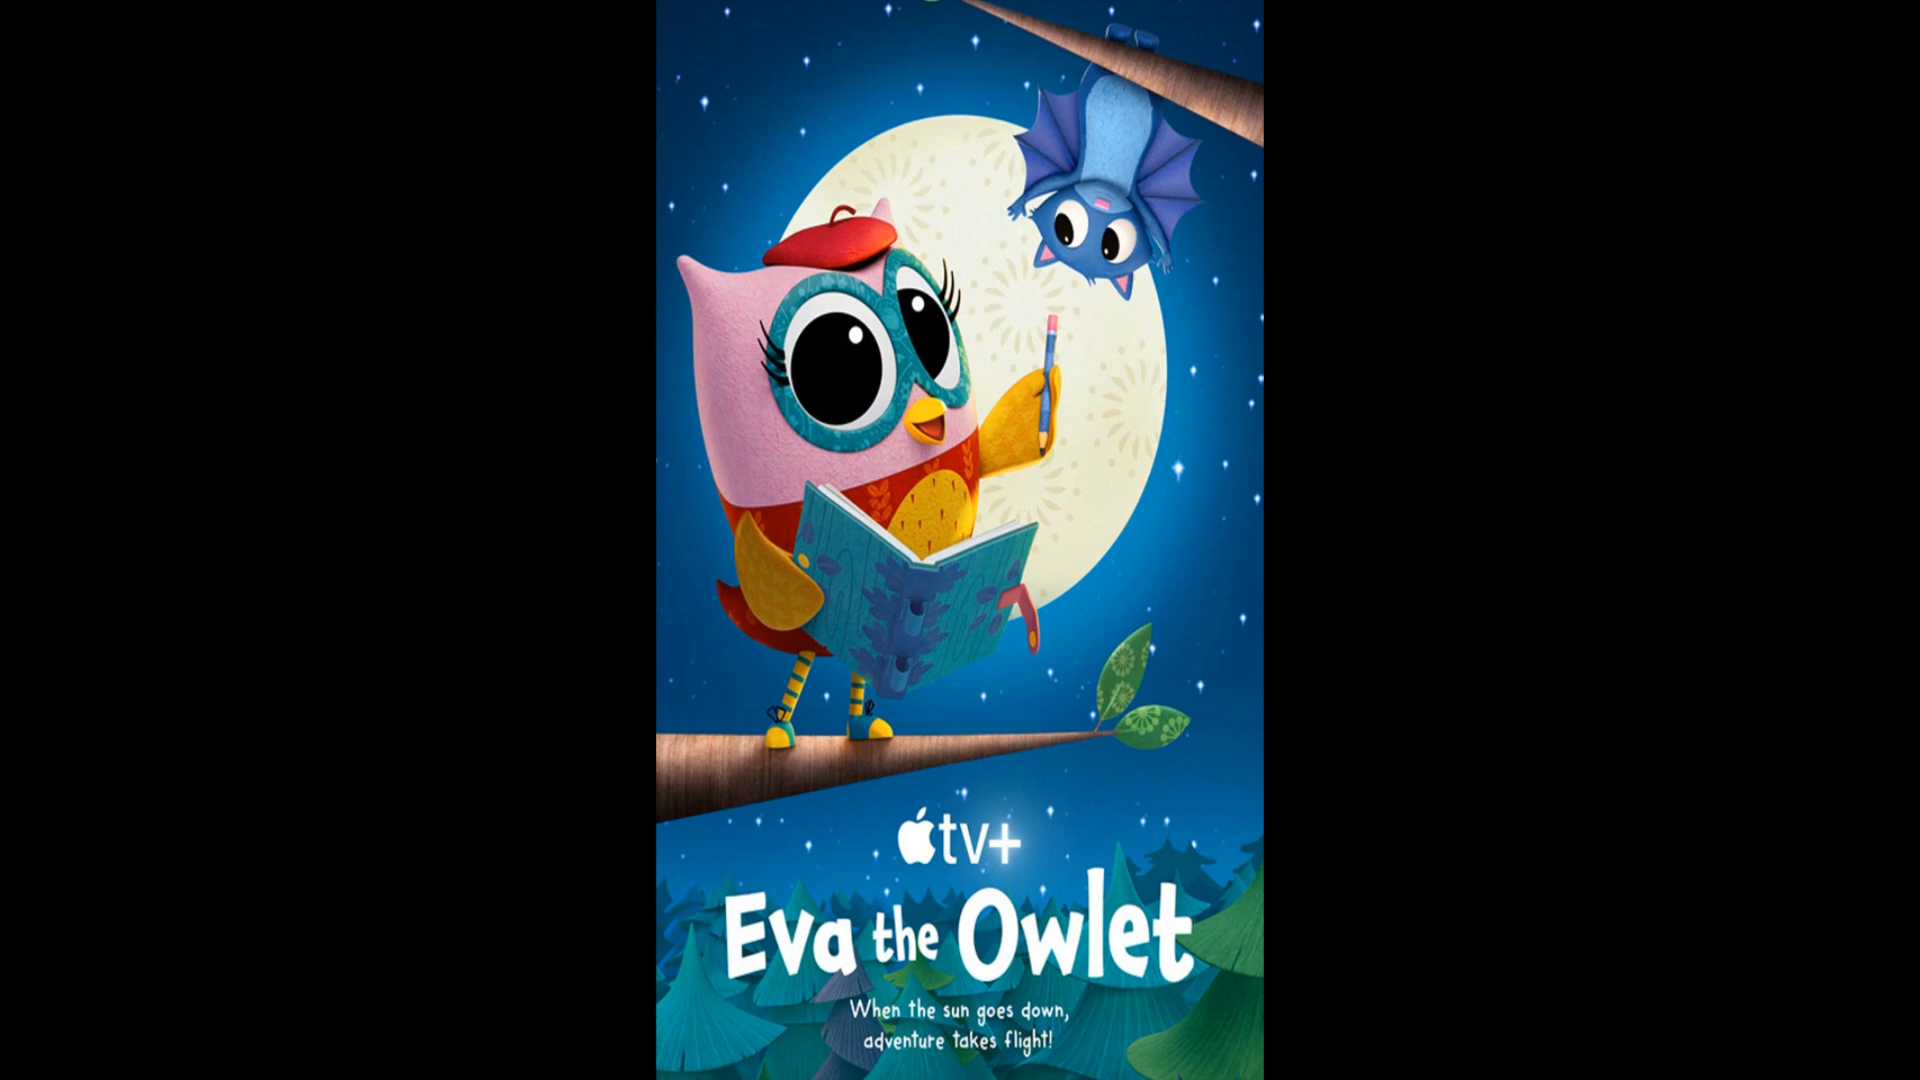 tv+
Eva the Owlet
When the sun goes down,
adventure takes flight!